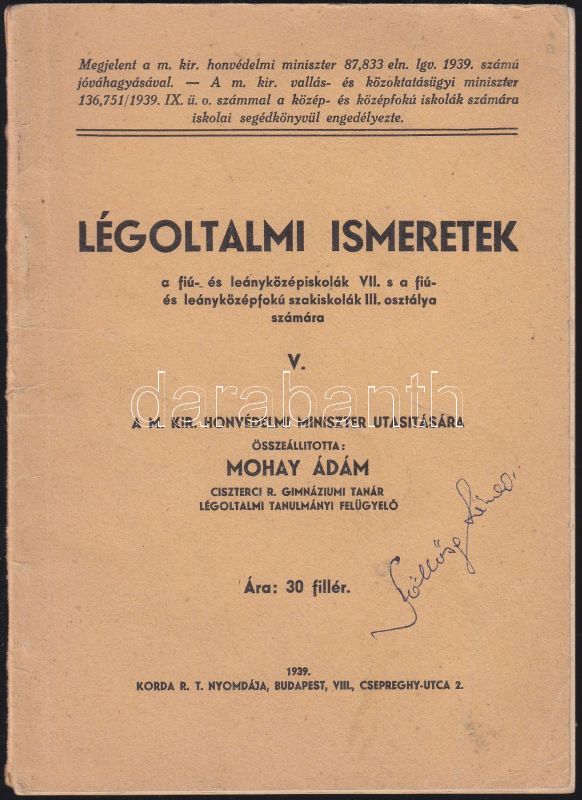 Megjelent a m. kir. honvédelmi miniszter 87,833 eln. lgv. 1939. számú
jóváhagyásával. — A m. kir. vallás- és közoktatásügyi miniszter
136,751/1939. IX. ü. o. számmal a közép- és középfokú iskolák számára
iskolai segédkönyvül engedélyezte.
LÉGOLTALMI ISMERETEK
a fiú- és leányközépiskolák VII. s a fiú-
és leányközépfokú szakiskolák III. osztálya
számára
V.
darabanth
A M. KIR. HONVÉDELMI MINISZTER UTASITÁSÁRA
ÖSSZEÁLLITOTTA:
MOHAY ÁDÁM
CISZTERCI R. GIMNÁZIUMI TANÁR
LÉGOLTALMI TANULMÁNYI FELÜGYELŐ
Ára: 30 fillér.
1939.
KORDA R. T. NYOMDÁJA, BUDAPEST, VIII., CSEPREGHY-UTCA 2.